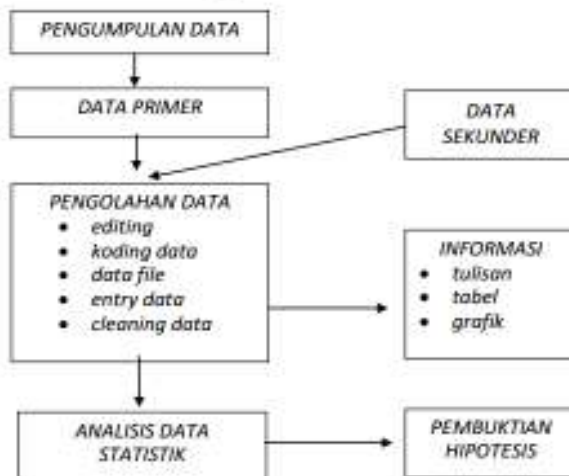 PENGUMPULAN DATA
DATA PRIMER
DATA
SEKUNDER
PENGOLAHAN DATA
• editing
• koding data
• data file
• entry data
• cleaning data
INFORMASI
• tulisan
• tabel
• grafik
ANALISIS DATA
STATISTIK
PEMBUKTIAN
HIPOTESIS